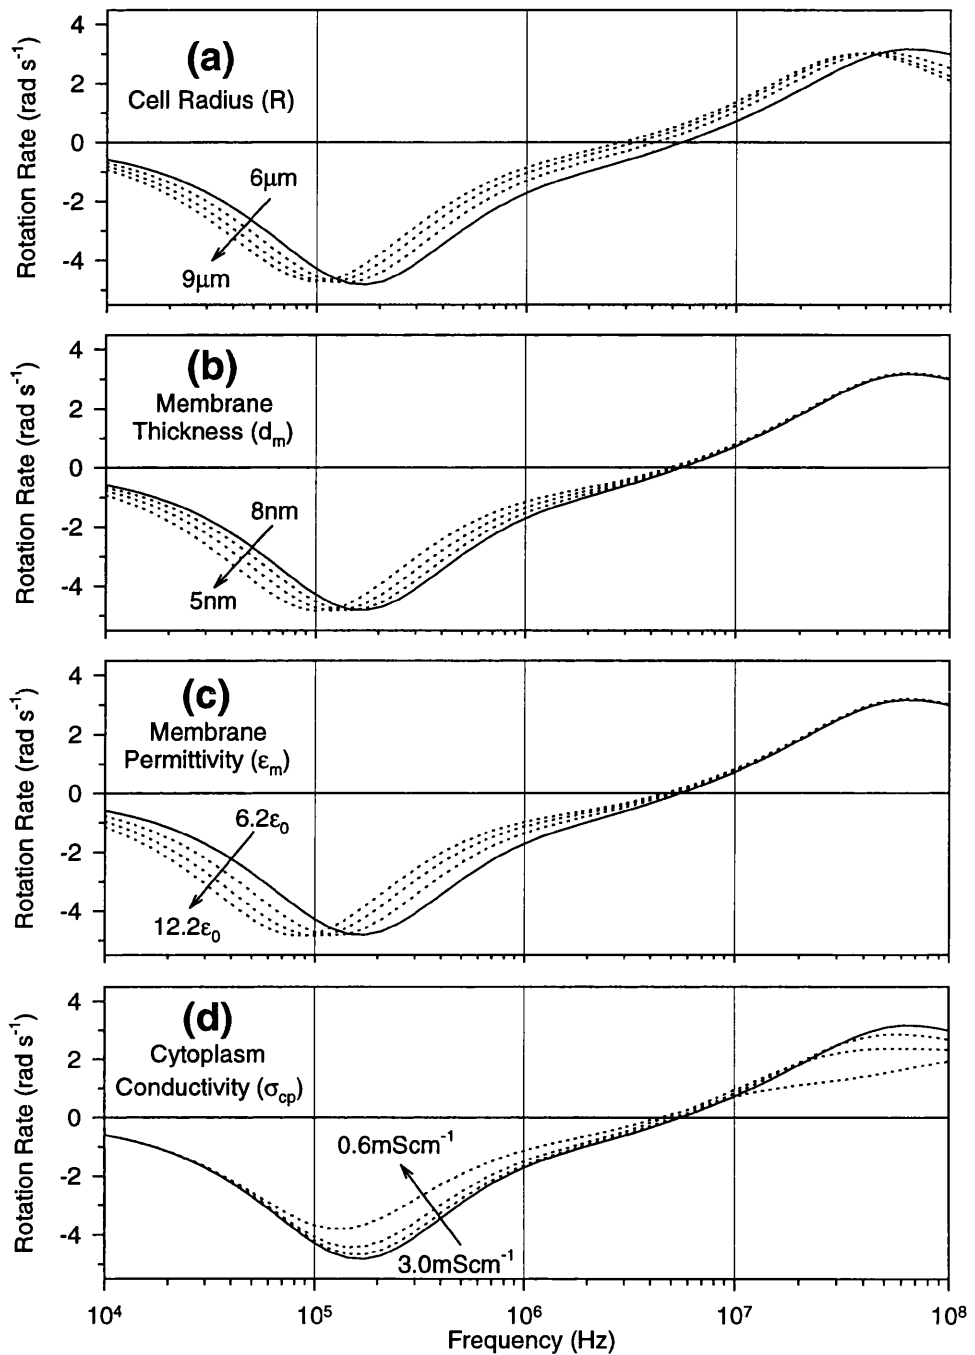 4
2
0
-2
-4
Rotation Rate (rad s⁻¹)
(a)
Cell Radius (R)
6μm
9μm
4
2
0
-2
-4
Rotation Rate (rad s⁻¹)
(b)
Membrane
Thickness (dₘ)
8nm
5nm
4
2
0
-2
-4
Rotation Rate (rad s⁻¹)
(c)
Membrane
Permittivity (εₘ)
6.2ε₀
12.2ε₀
4
2
0
-2
-4
Rotation Rate (rad s⁻¹)
(d)
Cytoplasm
Conductivity (σcp)
0.6mScm⁻¹
3.0mScm⁻¹
10⁴ 10⁵ 10⁶ 10⁷ 10⁸
Frequency (Hz)